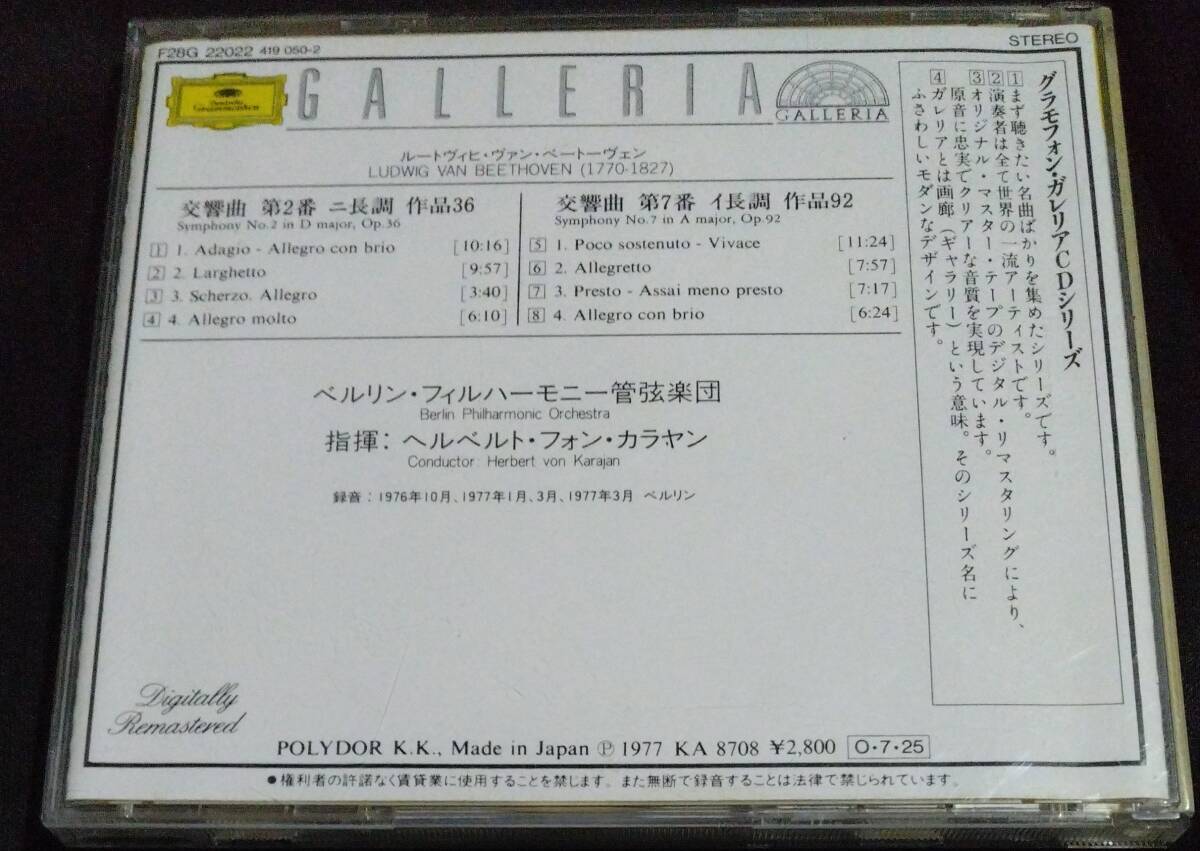 F28G 22022 419 050-2
STEREO
Deutsche
Grammophon
GALLERIA
GALLERIA
ルートヴィヒ・ヴァン・ベートーヴェン
LUDWIG VAN BEETHOVEN (1770-1827)
交響曲 第2番 ニ長調 作品36
Symphony No.2 in D major, Op.36
1 1. Adagio - Allegro con brio [10:16]
2 2. Larghetto [9:57]
3 3. Scherzo. Allegro [3:40]
4 4. Allegro molto [6:10]
交響曲 第7番 イ長調 作品92
Symphony No.7 in A major, Op.92
5 1. Poco sostenuto - Vivace [11:24]
6 2. Allegretto [7:57]
7 3. Presto - Assai meno presto [7:17]
8 4. Allegro con brio [6:24]
ベルリン・フィルハーモニー管弦楽団
Berlin Philharmonic Orchestra
指揮：ヘルベルト・フォン・カラヤン
Conductor: Herbert von Karajan
録音：1976年10月、1977年1月、3月、1977年3月 ベルリン
グラモフォン・ガレリアCDシリーズ
1まず聴きたい名曲ばかりを集めたシリーズです。
2演奏者は全て世界の一流アーティストです。
3オリジナル・マスター・テープのデジタル・リマスタリングにより、
原音に忠実でクリアーな音質を実現しています。
4ガレリアとは画廊（ギャラリー）という意味。そのシリーズ名に
ふさわしいモダンなデザインです。
Digitally
Remastered
POLYDOR K.K., Made in Japan ℗ 1977 KA 8708 ¥2,800 O・7・25
●権利者の許諾なく賃貸業に使用することを禁じます。また無断で録音することは法律で禁じられています。